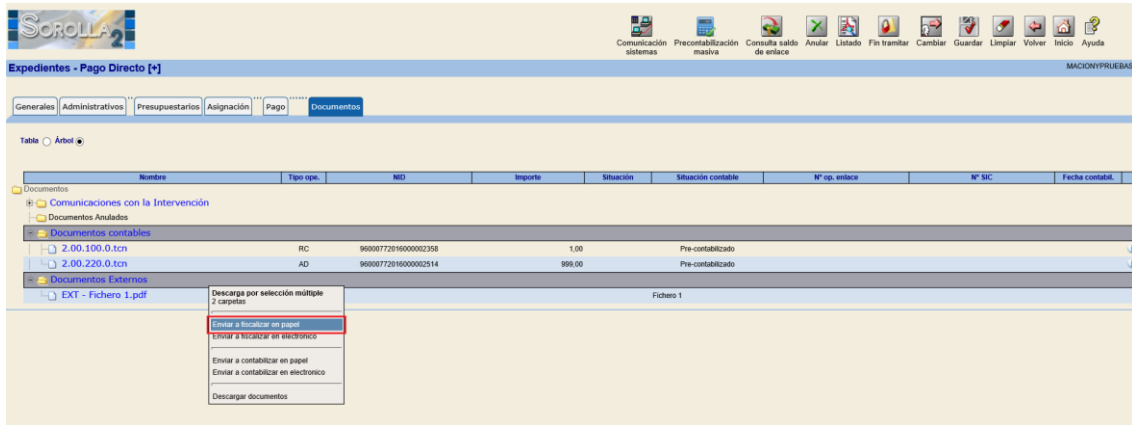 SOROLLA2
Comunicación sistemas
Precontabilización masiva
Consulta saldo de enlace
Anular
Listado
Fin tramitar
Cambiar
Guardar
Limpiar
Volver
Inicio
Ayuda
Expedientes - Pago Directo [+]
MACIONYPRUEBAS
Generales Administrativos Presupuestarios Asignación Pago Documentos
Tabla Árbol
Nombre Tipo ope. NID Importe Situación Situación contable Nº op. enlace Nº SIC Fecha contabil.
Documentos
Comunicaciones con la Intervención
Documentos Anulados
Documentos contables
2.00.100.0.tcn RC 96000772016000002358 1,00 Pre-contabilizado
2.00.220.0.tcn AD 96000772016000002514 999,00 Pre-contabilizado
Documentos Externos
EXT - Fichero 1.pdf Fichero 1
Descarga por selección múltiple
2 carpetas
Enviar a fiscalizar en papel
Enviar a fiscalizar en electronico
Enviar a contabilizar en papel
Enviar a contabilizar en electronico
Descargar documentos